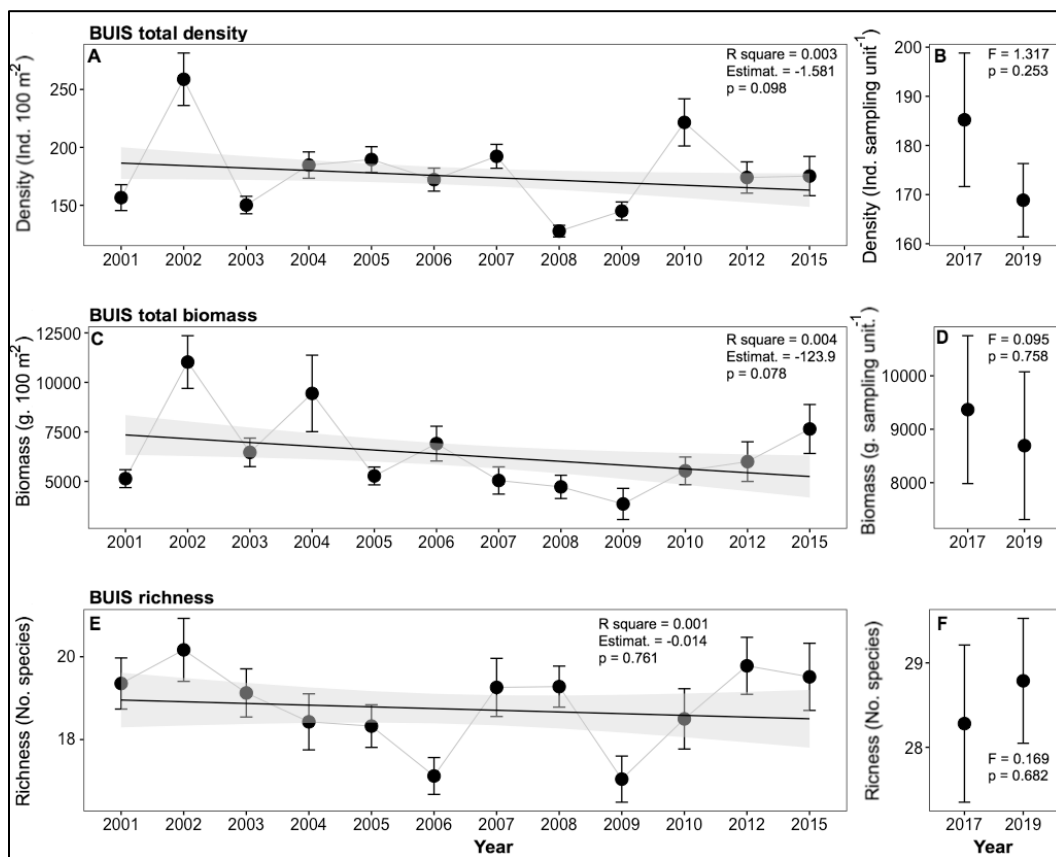 BUIS total density
A
R square = 0.003
Estimat. = -1.581
p = 0.098
Density (Ind. 100 m⁻²)
250
200
150
2001 2002 2003 2004 2005 2006 2007 2008 2009 2010 2012 2015
B
F = 1.317
p = 0.253
Density (Ind. sampling unit⁻¹)
200
190
180
170
160
2017 2019
BUIS total biomass
C
R square = 0.004
Estimat. = -123.9
p = 0.078
Biomass (g. 100 m⁻²)
12500
10000
7500
5000
2001 2002 2003 2004 2005 2006 2007 2008 2009 2010 2012 2015
D
F = 0.095
p = 0.758
Biomass (g. sampling unit.⁻¹)
10000
9000
8000
2017 2019
BUIS richness
E
R square = 0.001
Estimat. = -0.014
p = 0.761
Richness (No. species)
20
18
2001 2002 2003 2004 2005 2006 2007 2008 2009 2010 2012 2015
Year
F
F = 0.169
p = 0.682
Ricness (No. species)
29
28
2017 2019
Year